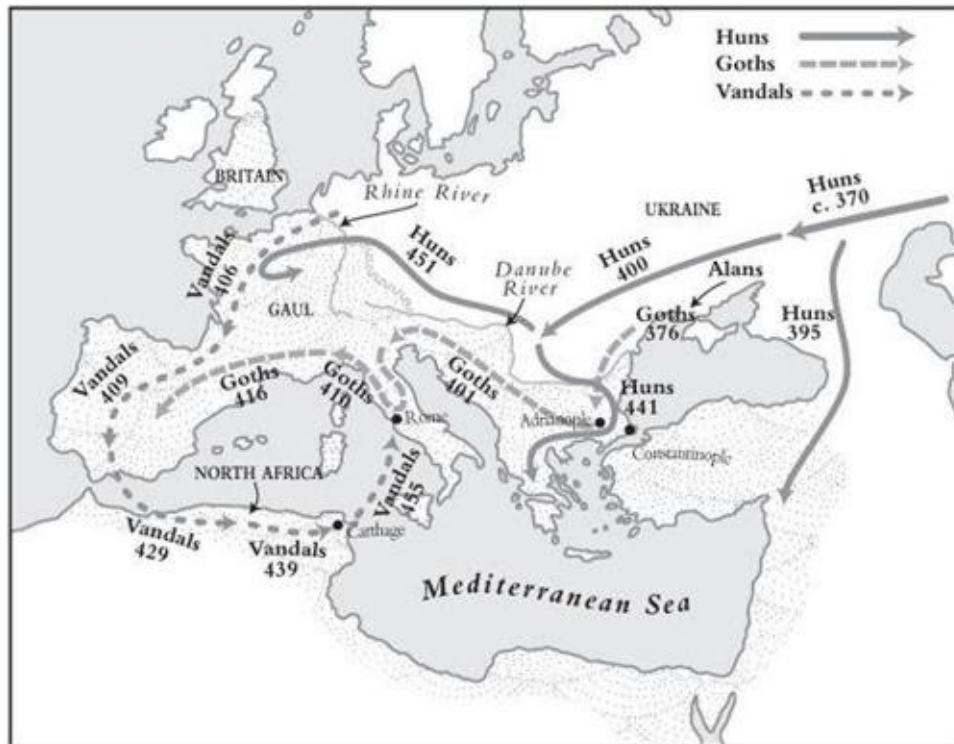 Huns
Goths
Vandals
BRITAIN
Rhine River
Huns
c. 370
UKRAINE
Vandals
406
Huns
451
Huns
400
Danube
River
Alans
GAUL
Goths
376
Huns
395
Vandals
409
Goths
416
Goths
410
Goths
401
Huns
441
Rome
Adrianople
Constantinople
NORTH AFRICA
Vandals
455
Carthage
Vandals
429
Vandals
439
Mediterranean Sea